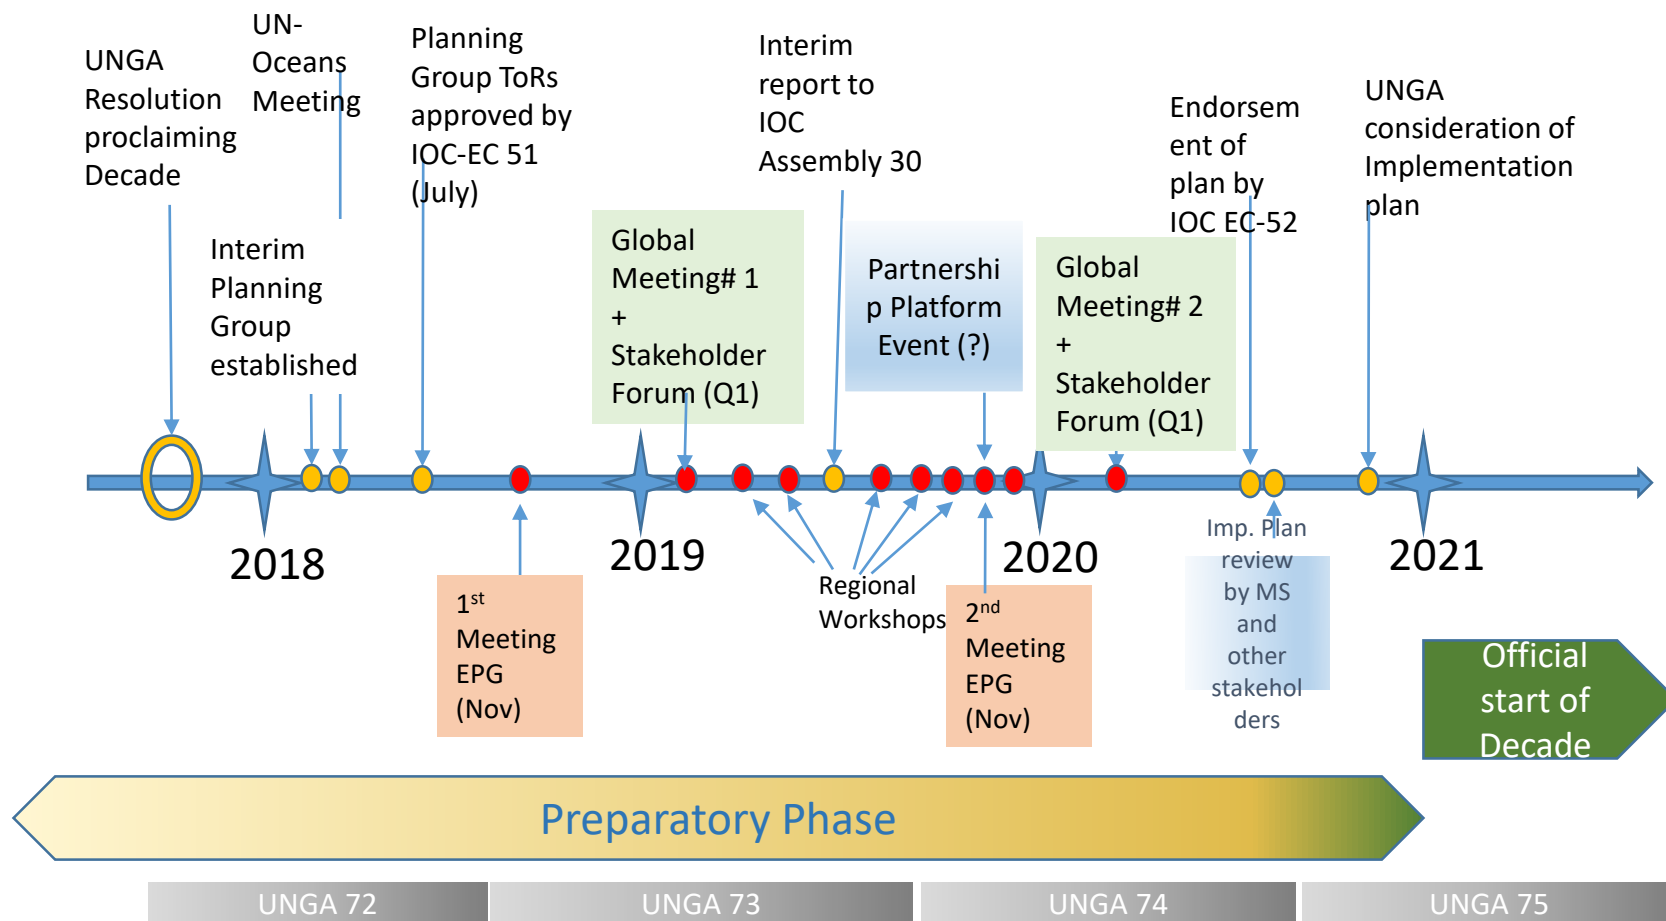 UNGA
Resolution
proclaiming
Decade
UN-
Oceans
Meeting
Planning
Group ToRs
approved by
IOC-EC 51
(July)
Interim
report to
IOC
Assembly 30
Endorsem
ent of
plan by
IOC EC-52
UNGA
consideration of
Implementation
plan
Interim
Planning
Group
established
Global
Meeting# 1
+
Stakeholder
Forum (Q1)
Partnershi
p Platform
Event (?)
Global
Meeting# 2
+
Stakeholder
Forum (Q1)
2018
2019
2020
2021
1st
Meeting
EPG
(Nov)
Regional
Workshops
2nd
Meeting
EPG
(Nov)
Imp. Plan
review
by MS
and
other
stakehol
ders
Official
start of
Decade
Preparatory Phase
UNGA 72
UNGA 73
UNGA 74
UNGA 75